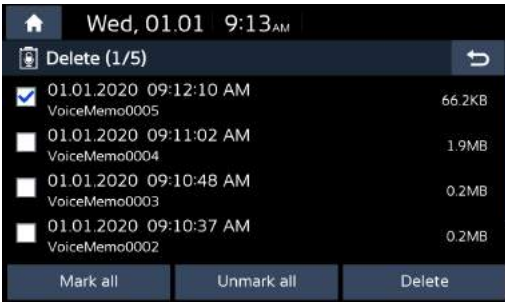 Wed, 01.01 9:13AM
Delete (1/5)
01.01.2020 09:12:10 AM
66.2KB
VoiceMemo0005
01.01.2020 09:11:02 AM
1.9MB
VoiceMemo0004
01.01.2020 09:10:48 AM
0.2MB
VoiceMemo0003
01.01.2020 09:10:37 AM
0.2MB
VoiceMemo0002
Mark all Unmark all Delete